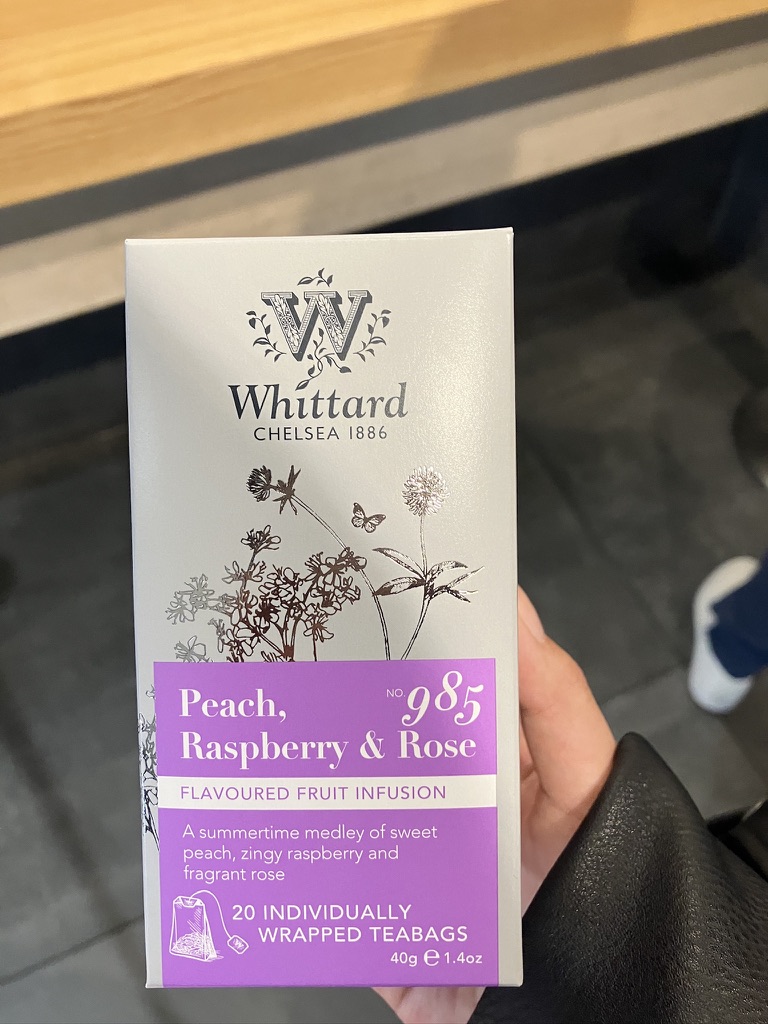 W
Whittard
CHELSEA 1886
Peach, NO. 985
Raspberry & Rose
FLAVOURED FRUIT INFUSION
A summertime medley of sweet
peach, zingy raspberry and
fragrant rose
20 INDIVIDUALLY
WRAPPED TEABAGS
W
40g ℮ 1.4oz